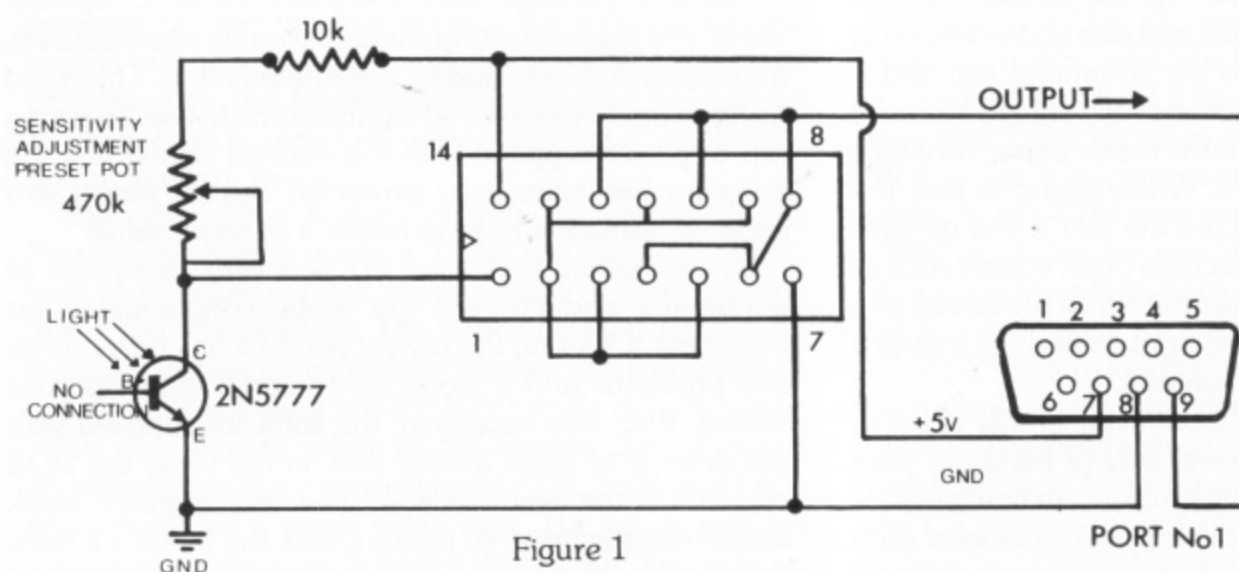 10k
OUTPUT
SENSITIVITY
ADJUSTMENT
PRESET POT
470k
14
8
1
7
LIGHT
C
B
NO
CONNECTION
2N5777
E
1 2 3 4 5
6 7 8 9
+5v
GND
PORT No1
GND
Figure 1